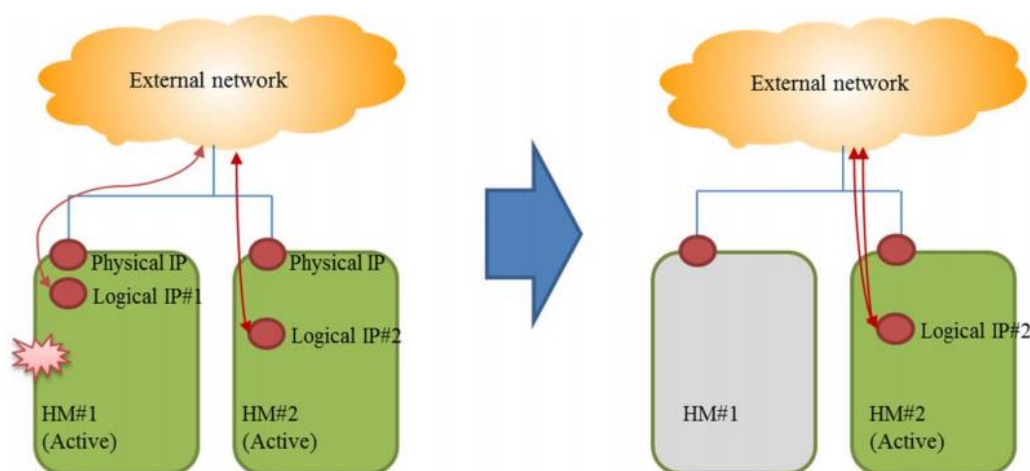 External network
Physical IP
Logical IP#1
HM#1
(Active)
Physical IP
Logical IP#2
HM#2
(Active)
External network
HM#1
Logical IP#2
HM#2
(Active)